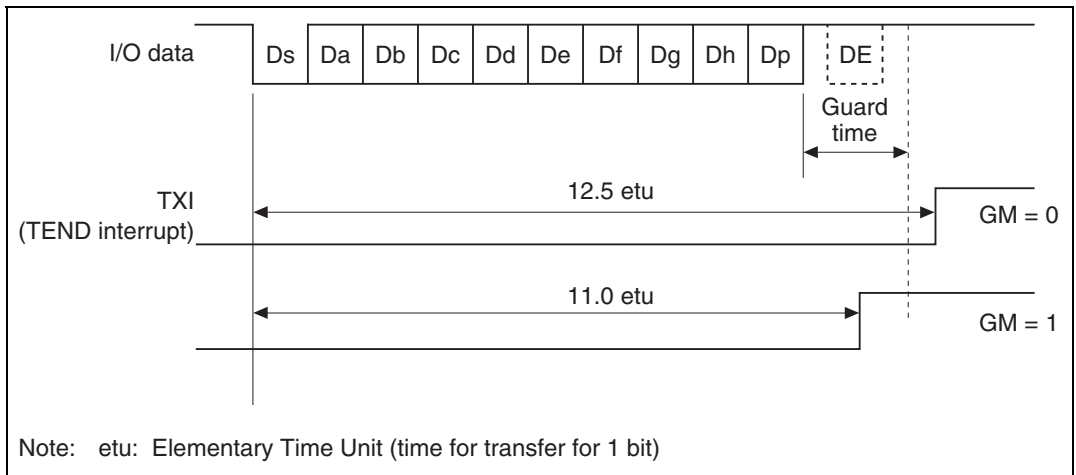 I/O data
Ds Da Db Dc Dd De Df Dg Dh Dp DE
Guard
time
TXI
(TEND interrupt)
12.5 etu
GM = 0
11.0 etu
GM = 1
Note: etu: Elementary Time Unit (time for transfer for 1 bit)